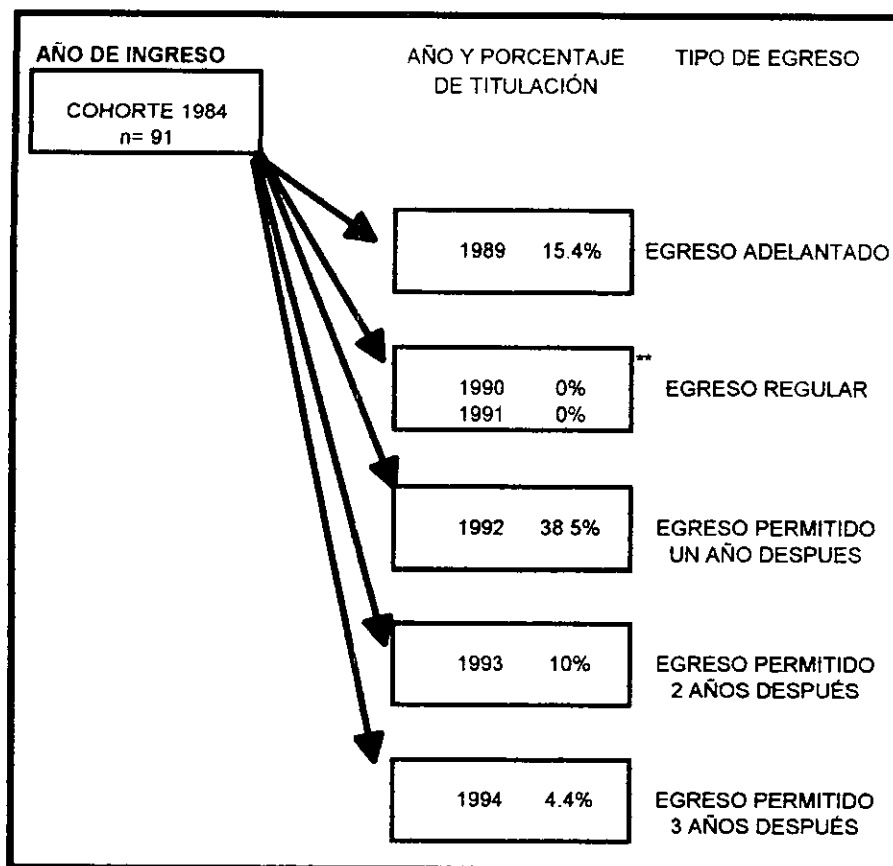 AÑO DE INGRESO
COHORTE 1984
n= 91
AÑO Y PORCENTAJE
DE TITULACIÓN
TIPO DE EGRESO
1989 15.4%
EGRESO ADELANTADO
1990 0%
1991 0%
**
EGRESO REGULAR
1992 38 5%
EGRESO PERMITIDO
UN AÑO DESPUES
1993 10%
EGRESO PERMITIDO
2 AÑOS DESPUÉS
1994 4.4%
EGRESO PERMITIDO
3 AÑOS DESPUÉS